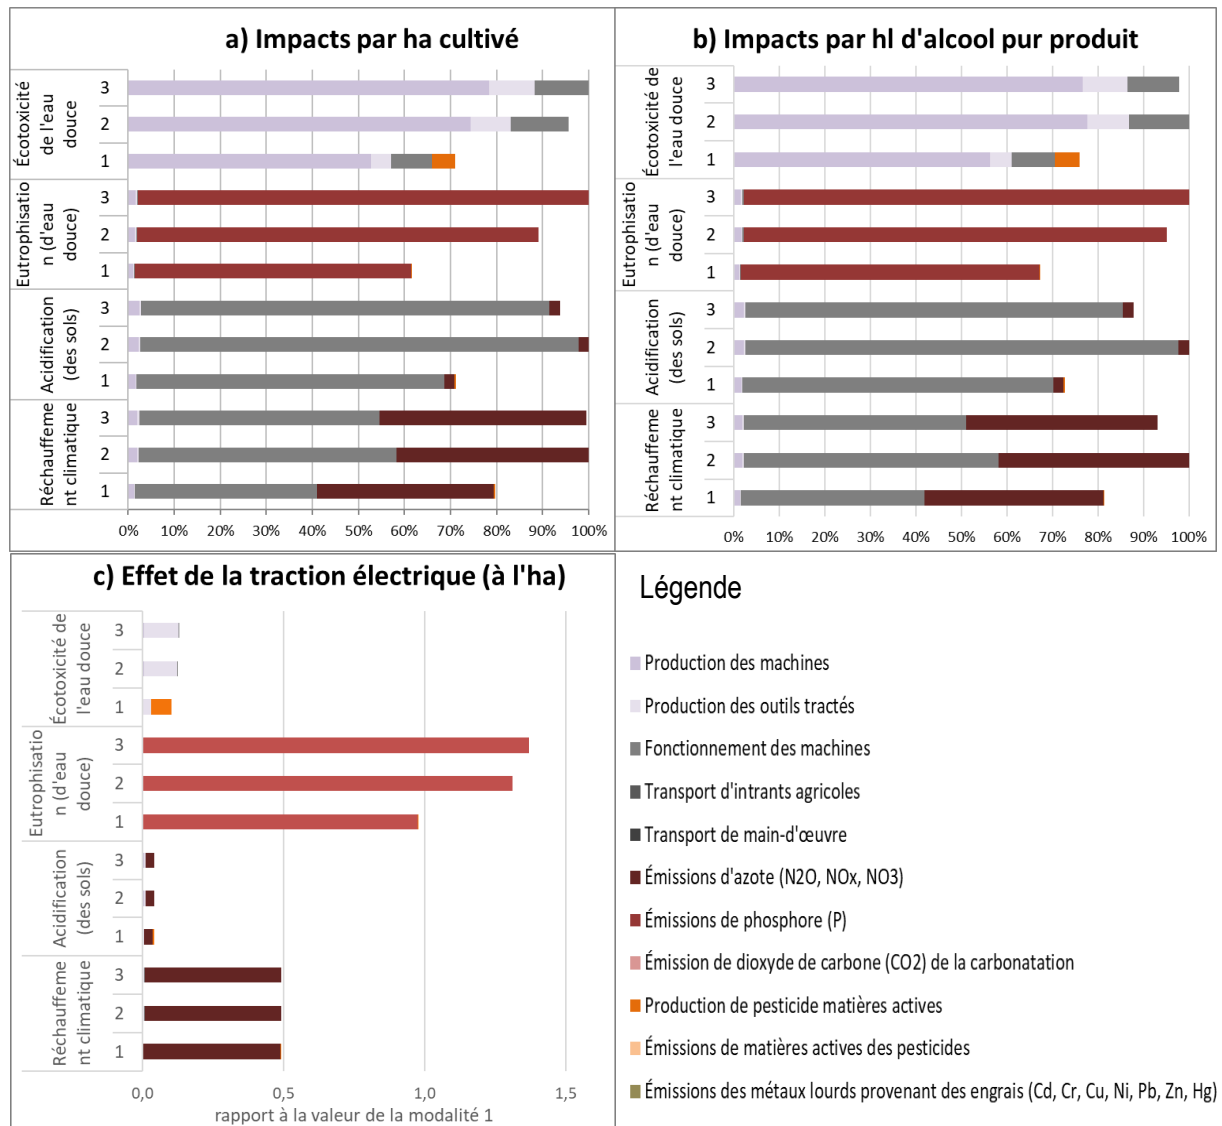 a) Impacts par ha cultivé
Écotoxicité
de l'eau
douce
3
2
1
Eutrophisatio
n (d'eau
douce)
3
2
1
Acidification
(des sols)
3
2
1
Réchauffeme
nt climatique
3
2
1
0% 10% 20% 30% 40% 50% 60% 70% 80% 90% 100%
b) Impacts par hl d'alcool pur produit
Écotoxicité de
l'eau douce
3
2
1
Eutrophisatio
n (d'eau
douce)
3
2
1
Acidification
(des sols)
3
2
1
Réchauffeme
nt climatique
3
2
1
0% 10% 20% 30% 40% 50% 60% 70% 80% 90% 100%
c) Effet de la traction électrique (à l'ha)
Écotoxicité de
l'eau douce
3
2
1
Eutrophisatio
n (d'eau
douce)
3
2
1
Acidification
(des sols)
3
2
1
Réchauffeme
nt climatique
3
2
1
0,0 0,5 1,0 1,5
rapport à la valeur de la modalité 1
Légende
Production des machines
Production des outils tractés
Fonctionnement des machines
Transport d'intrants agricoles
Transport de main-d'œuvre
Émissions d'azote (N2O, NOx, NO3)
Émissions de phosphore (P)
Émission de dioxyde de carbone (CO2) de la carbonatation
Production de pesticide matières actives
Émissions de matières actives des pesticides
Émissions des métaux lourds provenant des engrais (Cd, Cr, Cu, Ni, Pb, Zn, Hg)